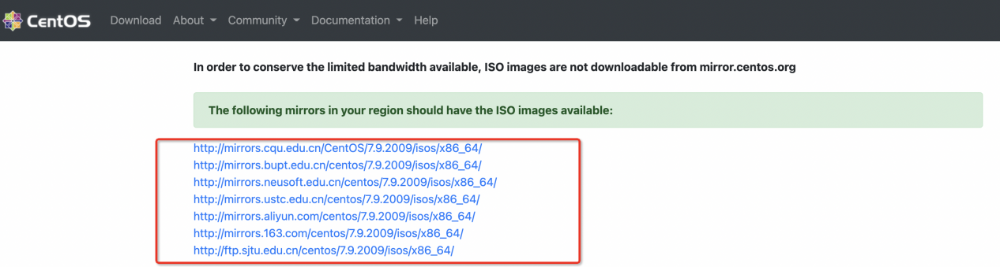 CentOS Download About Community Documentation Help
In order to conserve the limited bandwidth available, ISO images are not downloadable from mirror.centos.org
The following mirrors in your region should have the ISO images available:
http://mirrors.cqu.edu.cn/CentOS/7.9.2009/isos/x86_64/
http://mirrors.bupt.edu.cn/centos/7.9.2009/isos/x86_64/
http://mirrors.neusoft.edu.cn/centos/7.9.2009/isos/x86_64/
http://mirrors.ustc.edu.cn/centos/7.9.2009/isos/x86_64/
http://mirrors.aliyun.com/centos/7.9.2009/isos/x86_64/
http://mirrors.163.com/centos/7.9.2009/isos/x86_64/
http://ftp.sjtu.edu.cn/centos/7.9.2009/isos/x86_64/